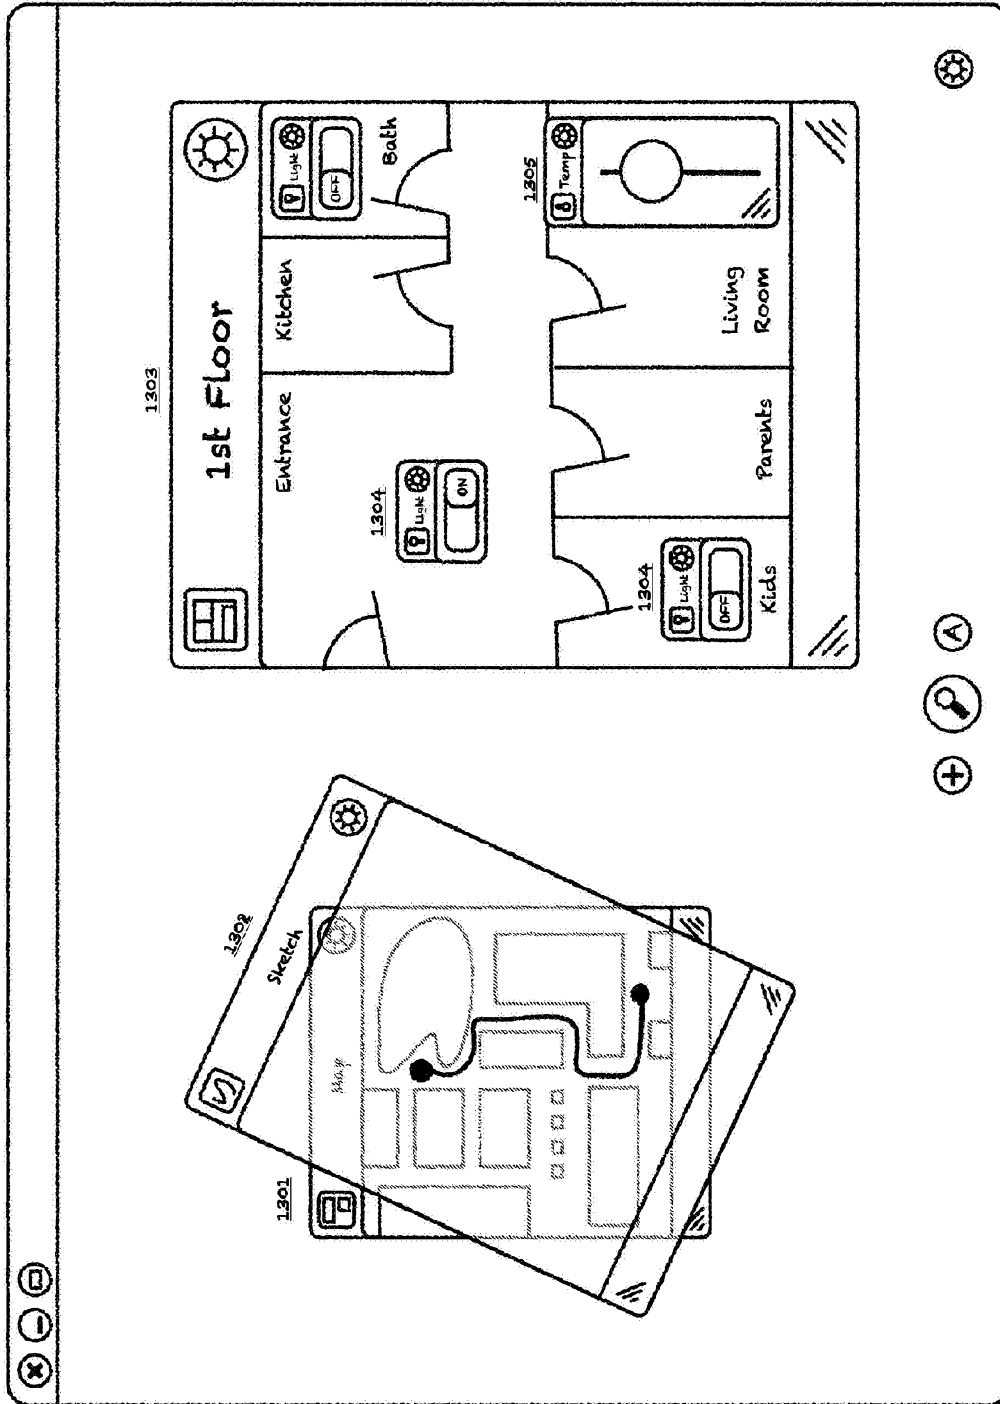 1303
1st Floor
Entrance
Kitchen
Bath
Light
OFF
1304
Light
ON
1305
Temp
1304
Light
OFF
Kids
Parents
Living
Room
1302
Sketch
1301
Map
A